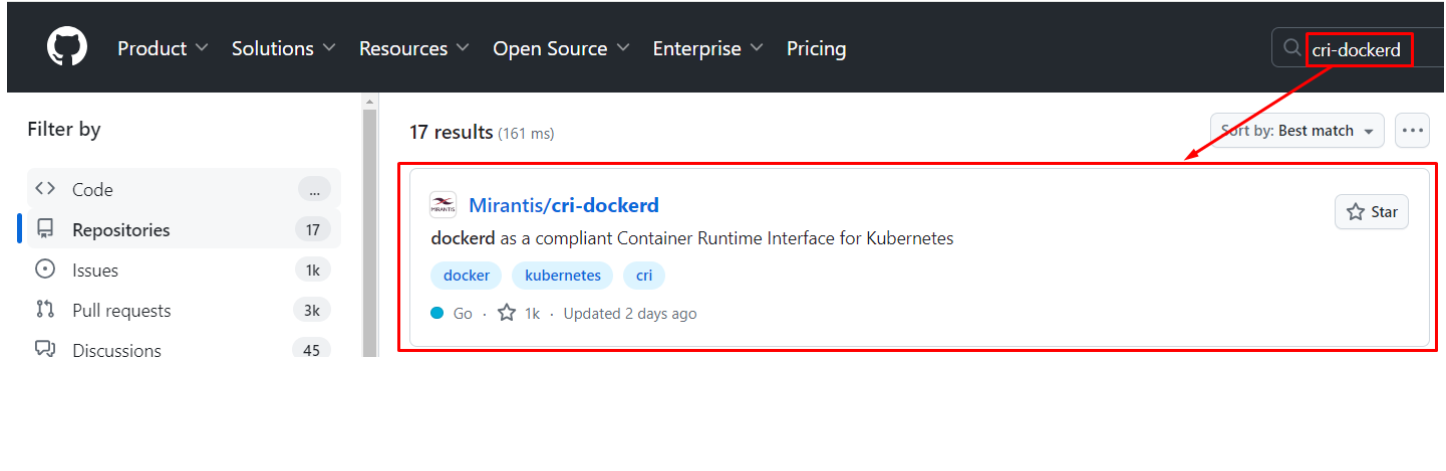 Product Solutions Resources Open Source Enterprise Pricing cri-dockerd
Filter by
Code ...
Repositories 17
Issues 1k
Pull requests 3k
Discussions 45
17 results (161 ms)
Sort by: Best match
MIRANTIS Mirantis/cri-dockerd
Star
dockerd as a compliant Container Runtime Interface for Kubernetes
docker kubernetes cri
Go · 1k · Updated 2 days ago